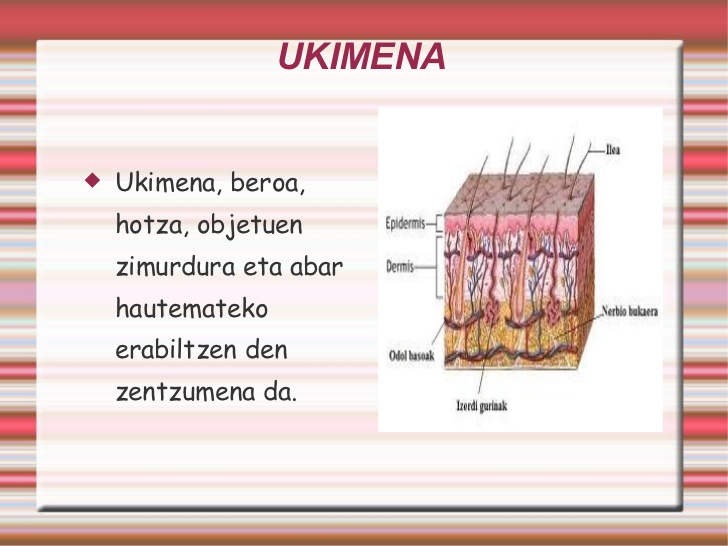 UKIMENA
Ukimena, beroa,
hotza, objetuen
zimurdura eta abar
hautemateko
erabiltzen den
zentzumena da.
Ilea
Epidermis
Dermis
Nerbio bukaera
Odol basoak
Izerdi gurinak